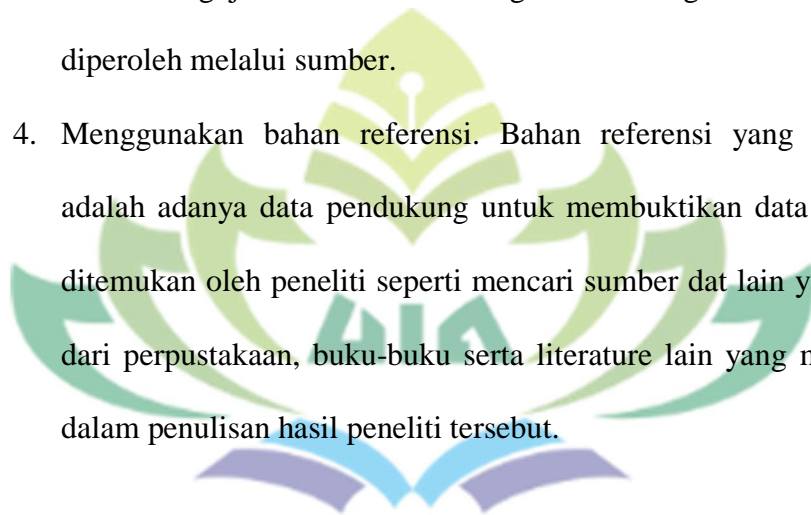 diperoleh melalui sumber.
4. Menggunakan bahan referensi. Bahan referensi yang
adalah adanya data pendukung untuk membuktikan data
ditemukan oleh peneliti seperti mencari sumber dat lain
dari perpustakaan, buku-buku serta literature lain yang
dalam penulisan hasil peneliti tersebut.